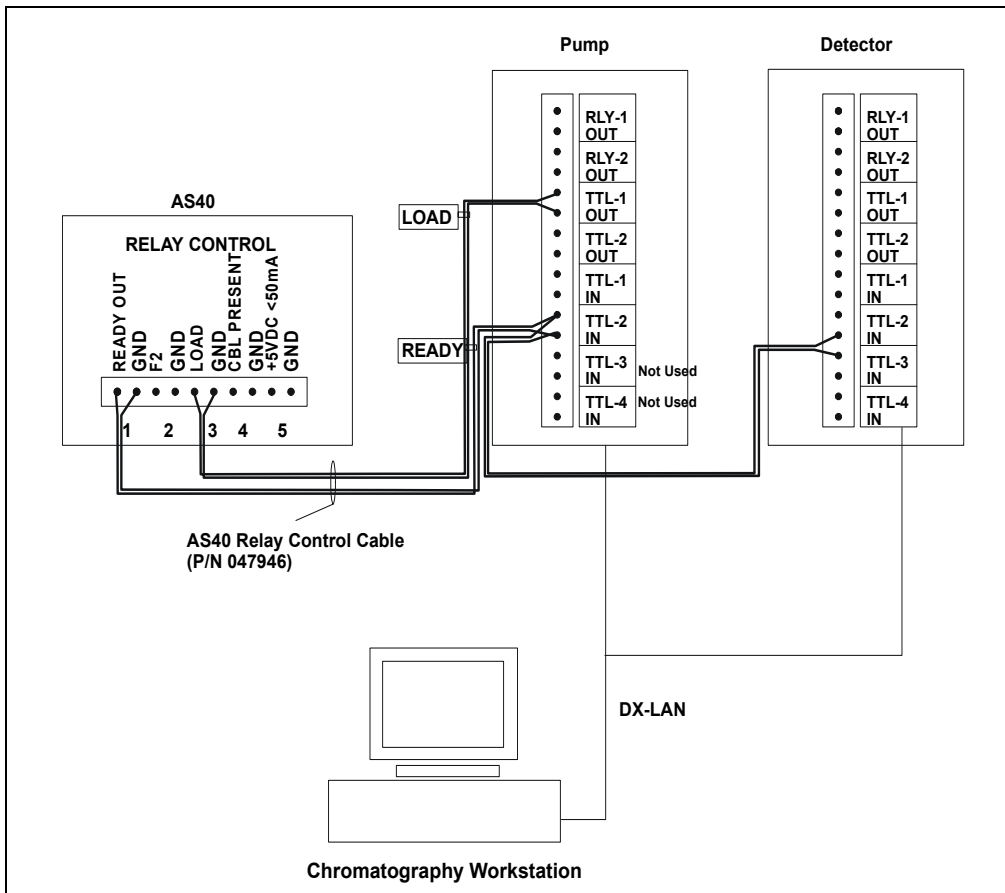 Pump
Detector
RLY-1
OUT
RLY-2
OUT
TTL-1
OUT
TTL-2
OUT
TTL-1
IN
TTL-2
IN
TTL-3
IN
Not Used
TTL-4
IN
Not Used
RLY-1
OUT
RLY-2
OUT
TTL-1
OUT
TTL-2
OUT
TTL-1
IN
TTL-2
IN
TTL-3
IN
TTL-4
IN
AS40
RELAY CONTROL
READY OUT
GND
F2
GND
LOAD
GND
CBL PRESENT
GND
+5VDC <50mA
GND
1 2 3 4 5
LOAD
READY
AS40 Relay Control Cable
(P/N 047946)
DX-LAN
Chromatography Workstation